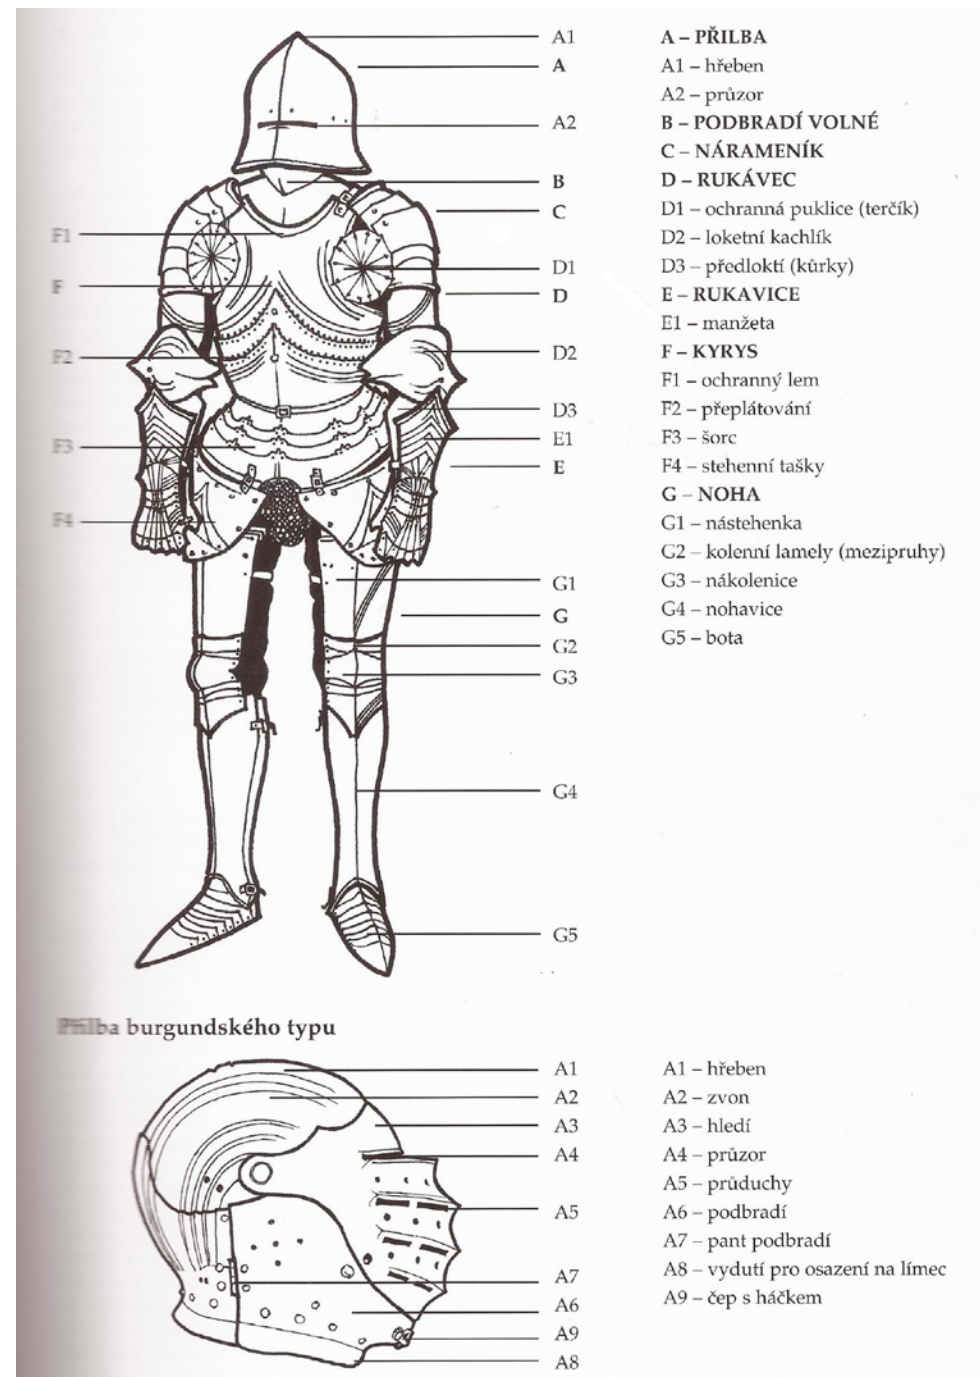 A1
A
A2
B
C
F1
D1
F
D
D2
F2
D3
E1
F3
E
F4
G1
G
G2
G3
G4
G5
A – PŘILBA
A1 – hřeben
A2 – průzor
B – PODBRADÍ VOLNÉ
C – NÁRAMENÍK
D – RUKÁVEC
D1 – ochranná puklice (terčík)
D2 – loketní kachlík
D3 – předloktí (kůrky)
E – RUKAVICE
E1 – manžeta
F – KYRYS
F1 – ochranný lem
F2 – přeplátování
F3 – šorc
F4 – stehenní tašky
G – NOHA
G1 – nástehenka
G2 – kolenní lamely (mezipruhy)
G3 – nákolenice
G4 – nohavice
G5 – bota
Přilba burgundského typu
A1
A2
A3
A4
A5
A7
A6
A9
A8
A1 – hřeben
A2 – zvon
A3 – hledí
A4 – průzor
A5 – průduchy
A6 – podbradí
A7 – pant podbradí
A8 – vydutí pro osazení na límec
A9 – čep s háčkem